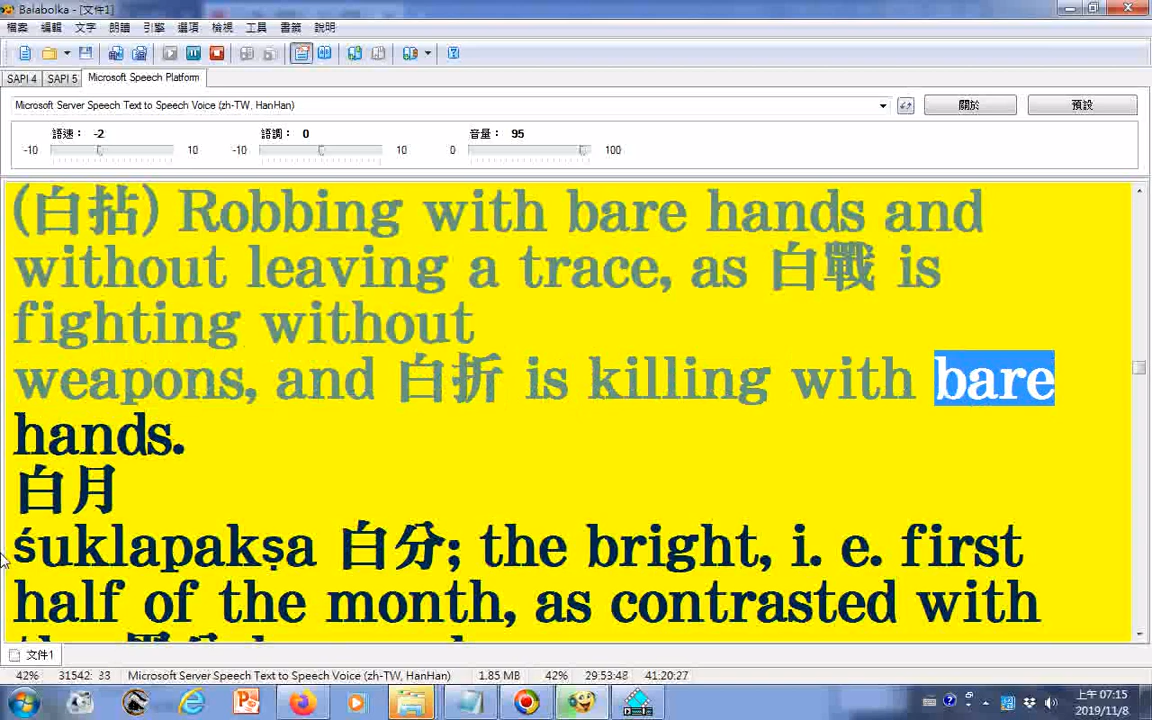 Balabolka - [文件1]
檔案 編輯 文字 朗讀 引擎 選項 檢視 工具 書籤 說明
SAPI 4 SAPI 5 Microsoft Speech Platform
Microsoft Server Speech Text to Speech Voice (zh-TW, HanHan) 關於 預設
語速： -2 語調： 0 音量： 95
-10 10 -10 10 0 100
(白拈) Robbing with bare hands and
without leaving a trace, as 白戰 is
fighting without
weapons, and 白折 is killing with bare
hands.
白月
śuklapakṣa 白分; the bright, i. e. first
half of the month, as contrasted with
文件1
42% 31542: 33 Microsoft Server Speech Text to Speech Voice (zh-TW, HanHan) 1.85 MB 42% 29:53:48 41:20:27
上午 07:15
2019/11/8